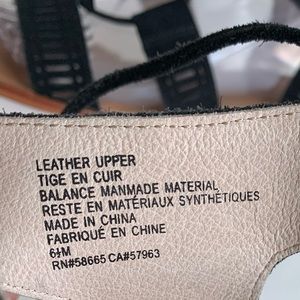 LEATHER UPPER
TIGE EN CUIR
BALANCE MANMADE MATERIAL
RESTE EN MATÉRIAUX SYNTHÉTIQUES
MADE IN CHINA
FABRIQUÉ EN CHINE
6½M
RN#58665 CA#57963